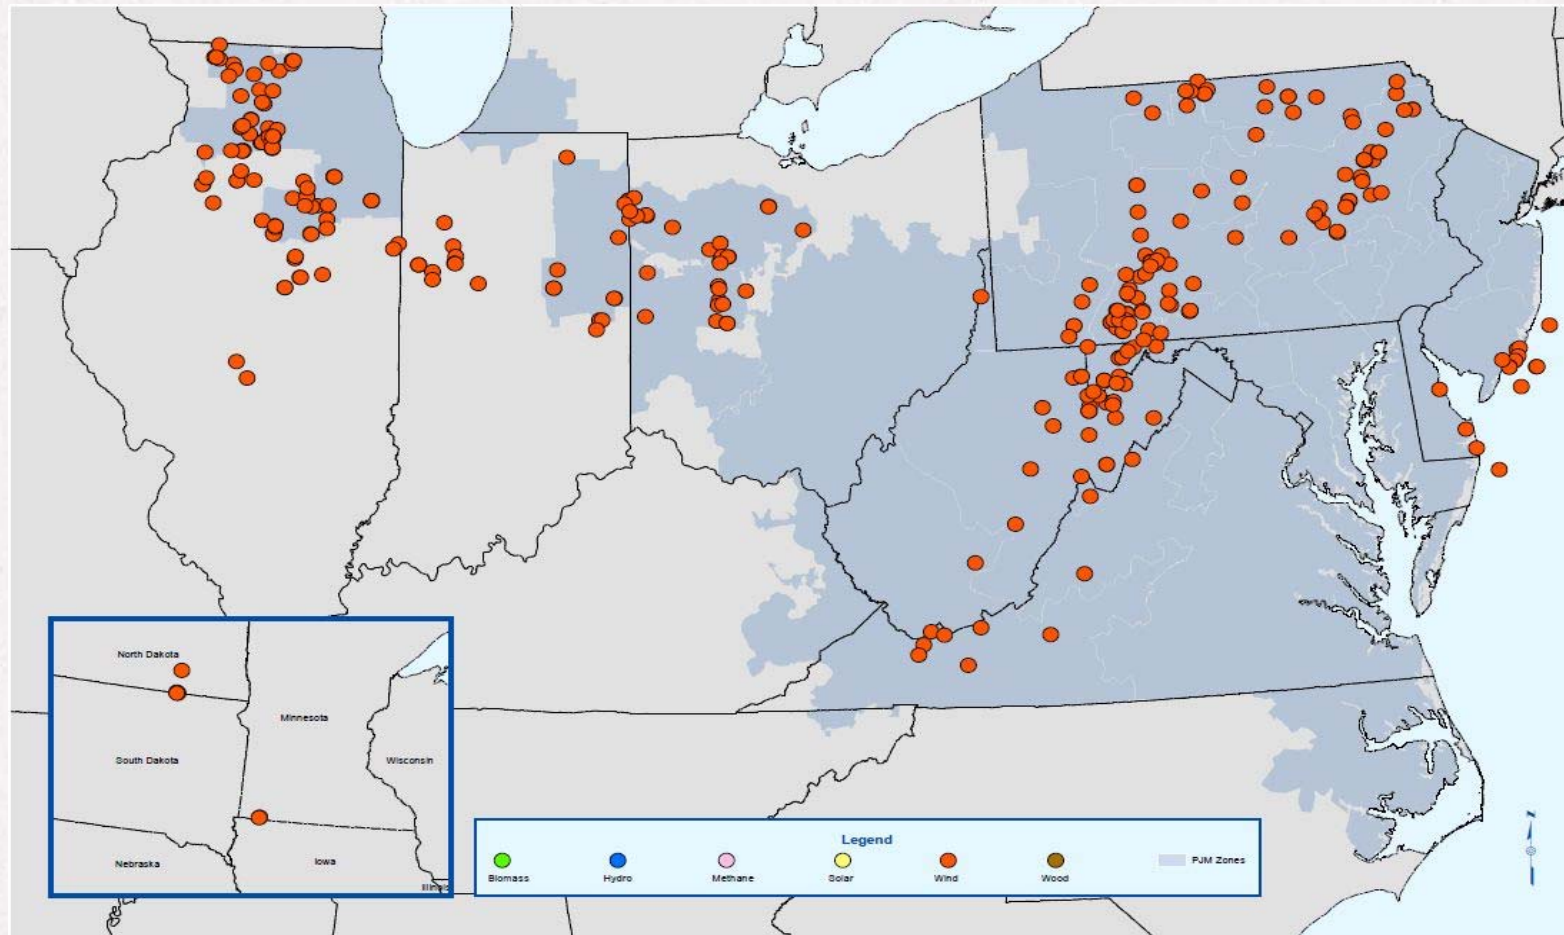 North Dakota
Minnesota
South Dakota
Wisconsin
Nebraska
Iowa
Illinois
Legend
Biomass
Hydro
Methane
Solar
Wind
Wood
PJM Zones
N